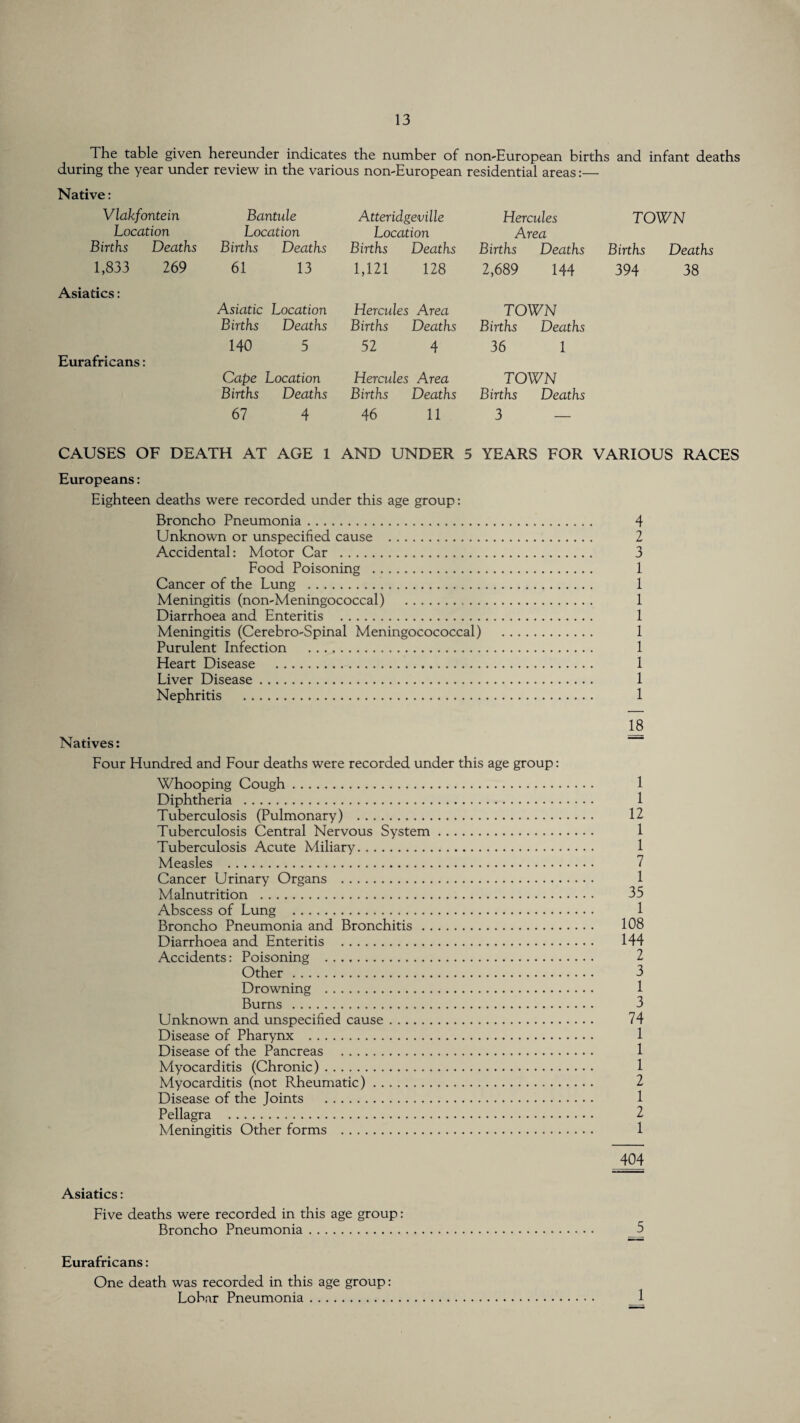 13
The table given hereunder indicates the number of non-European births and infant deaths
during the year under review in the various non-European residential areas:—
Native:
Vlakfontein Bantule Atteridgeville Hercules TOWN
Location Location Location Area
Births Deaths Births Deaths Births Deaths Births Deaths Births Deaths
1,833 269 61 13 1,121 128 2,689 144 394 38
Asiatics:
Asiatic Location Hercules Area TOWN
Births Deaths Births Deaths Births Deaths
140 5 52 4 36 1
Eurafricans:
Cape Location Hercules Area TOWN
Births Deaths Births Deaths Births Deaths
67 4 46 11 3 —
CAUSES OF DEATH AT AGE 1 AND UNDER 5 YEARS FOR VARIOUS RACES
Europeans:
Eighteen deaths were recorded under this age group:
Broncho Pneumonia . . . 4
Unknown or unspecified cause . . . 2
Accidental: Motor Car . . . 3
Food Poisoning . . . 1
Cancer of the Lung . . . 1
Meningitis (non-Meningococcal) . . . 1
Diarrhoea and Enteritis . . . 1
Meningitis (Cerebro-Spinal Meningocococcal) . . . 1
Purulent Infection . . . 1
Heart Disease . . . 1
Liver Disease . . . 1
Nephritis . . . 1
18
Natives:
Four Hundred and Four deaths were recorded under this age group:
Whooping Cough . . . 1
Diphtheria . . . 1
Tuberculosis (Pulmonary) . . . 12
Tuberculosis Central Nervous System . . . 1
Tuberculosis Acute Miliary . . . 1
Measles . . . 7
Cancer Urinary Organs . . . 1
Malnutrition . . . 35
Abscess of Lung . . . 1
Broncho Pneumonia and Bronchitis . . . 108
Diarrhoea and Enteritis . . . 144
Accidents: Poisoning . . . 2
Other . . . 3
Drowning . . . 1
Burns . . . 3
Unknown and unspecified cause . . . 74
Disease of Pharynx . . . 1
Disease of the Pancreas . . . 1
Myocarditis (Chronic) . . . 1
Myocarditis (not Rheumatic) . . . 2
Disease of the Joints . . . 1
Pellagra . . . 2
Meningitis Other forms . . . 1
404
Asiatics:
Five deaths were recorded in this age group:
Broncho Pneumonia . . . 5
Eurafricans:
One death was recorded in this age group:
Lobar Pneumonia . . . 1